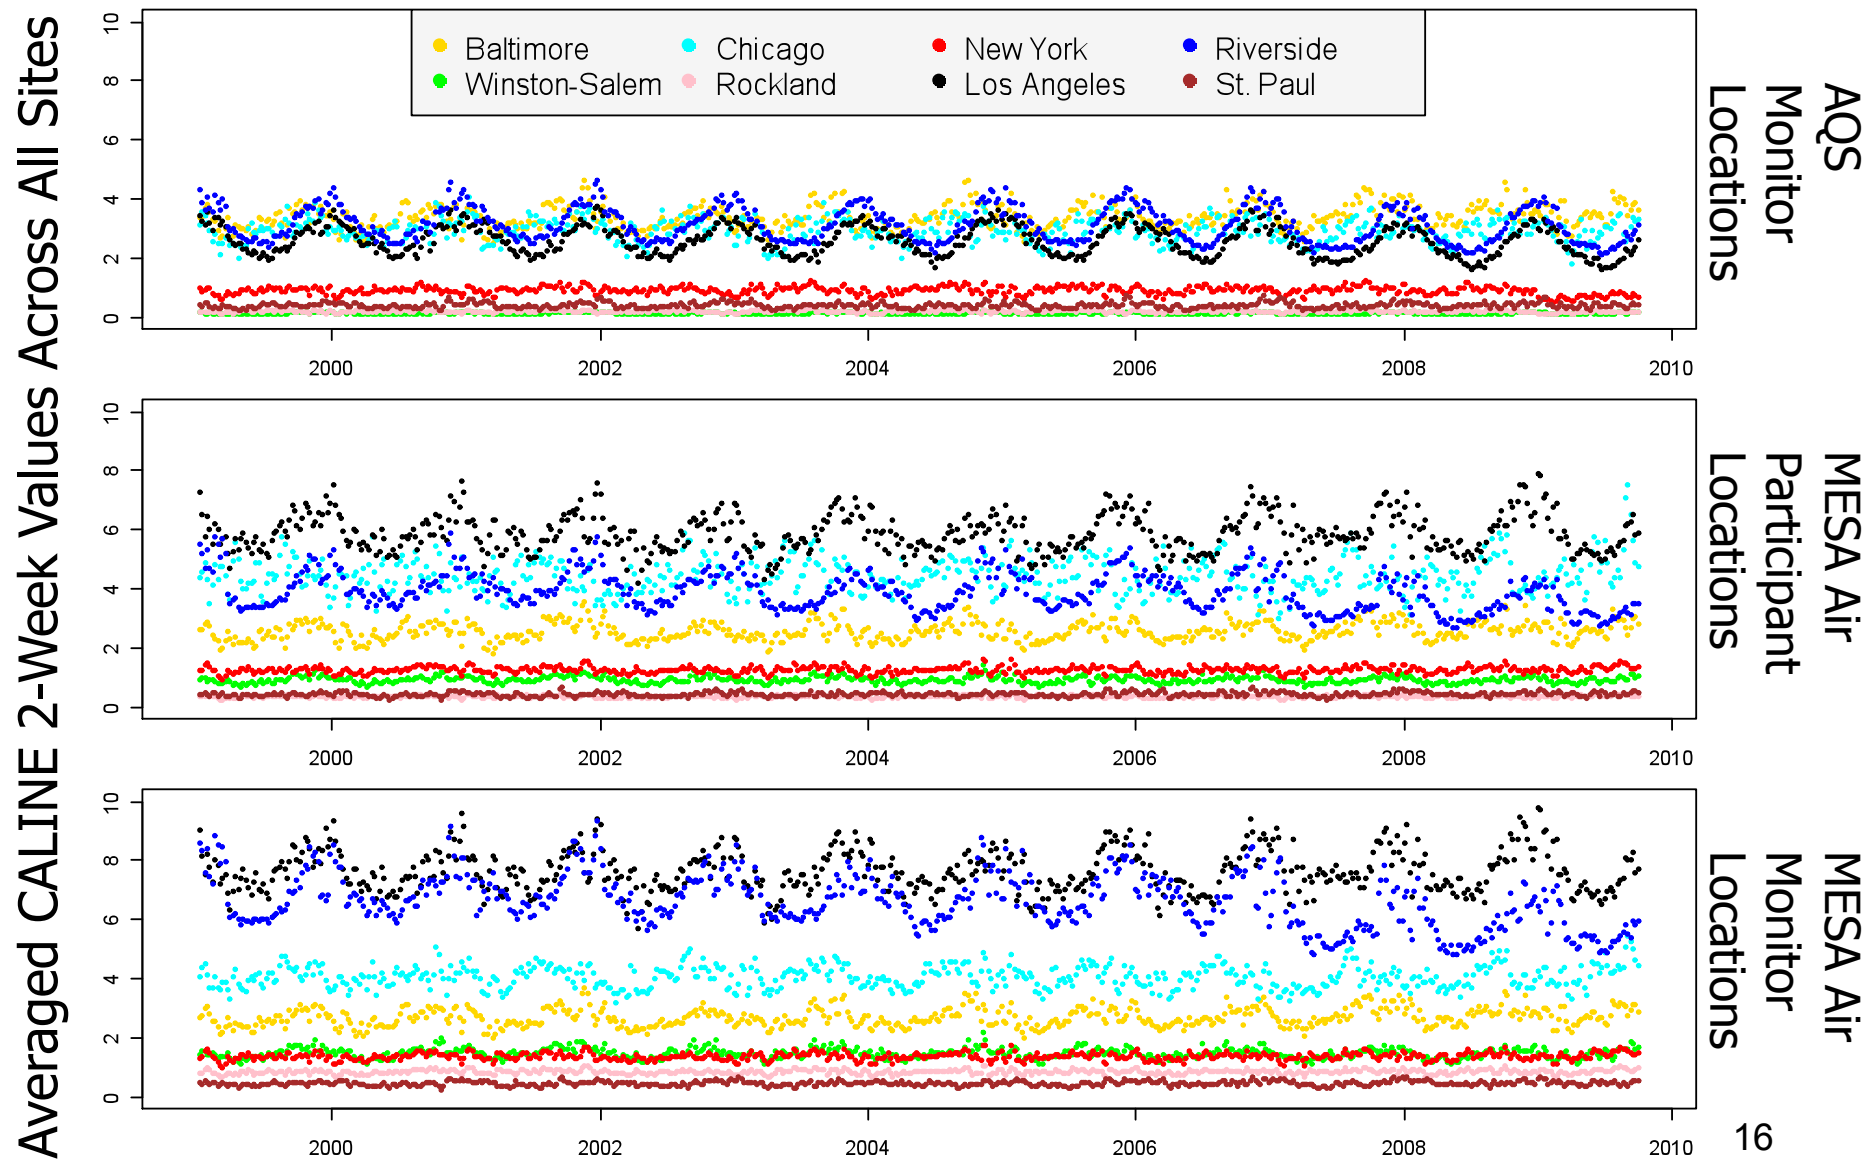 Averaged CALINE 2-Week Values Across All Sites
Baltimore Chicago New York Riverside
Winston-Salem Rockland Los Angeles St. Paul
10
8
6
4
2
0
2000 2002 2004 2006 2008 2010
AQS
Monitor
Locations
10
8
6
4
2
0
2000 2002 2004 2006 2008 2010
MESA Air
Participant
Locations
10
8
6
4
2
0
2000 2002 2004 2006 2008 2010
MESA Air
Monitor
Locations
16